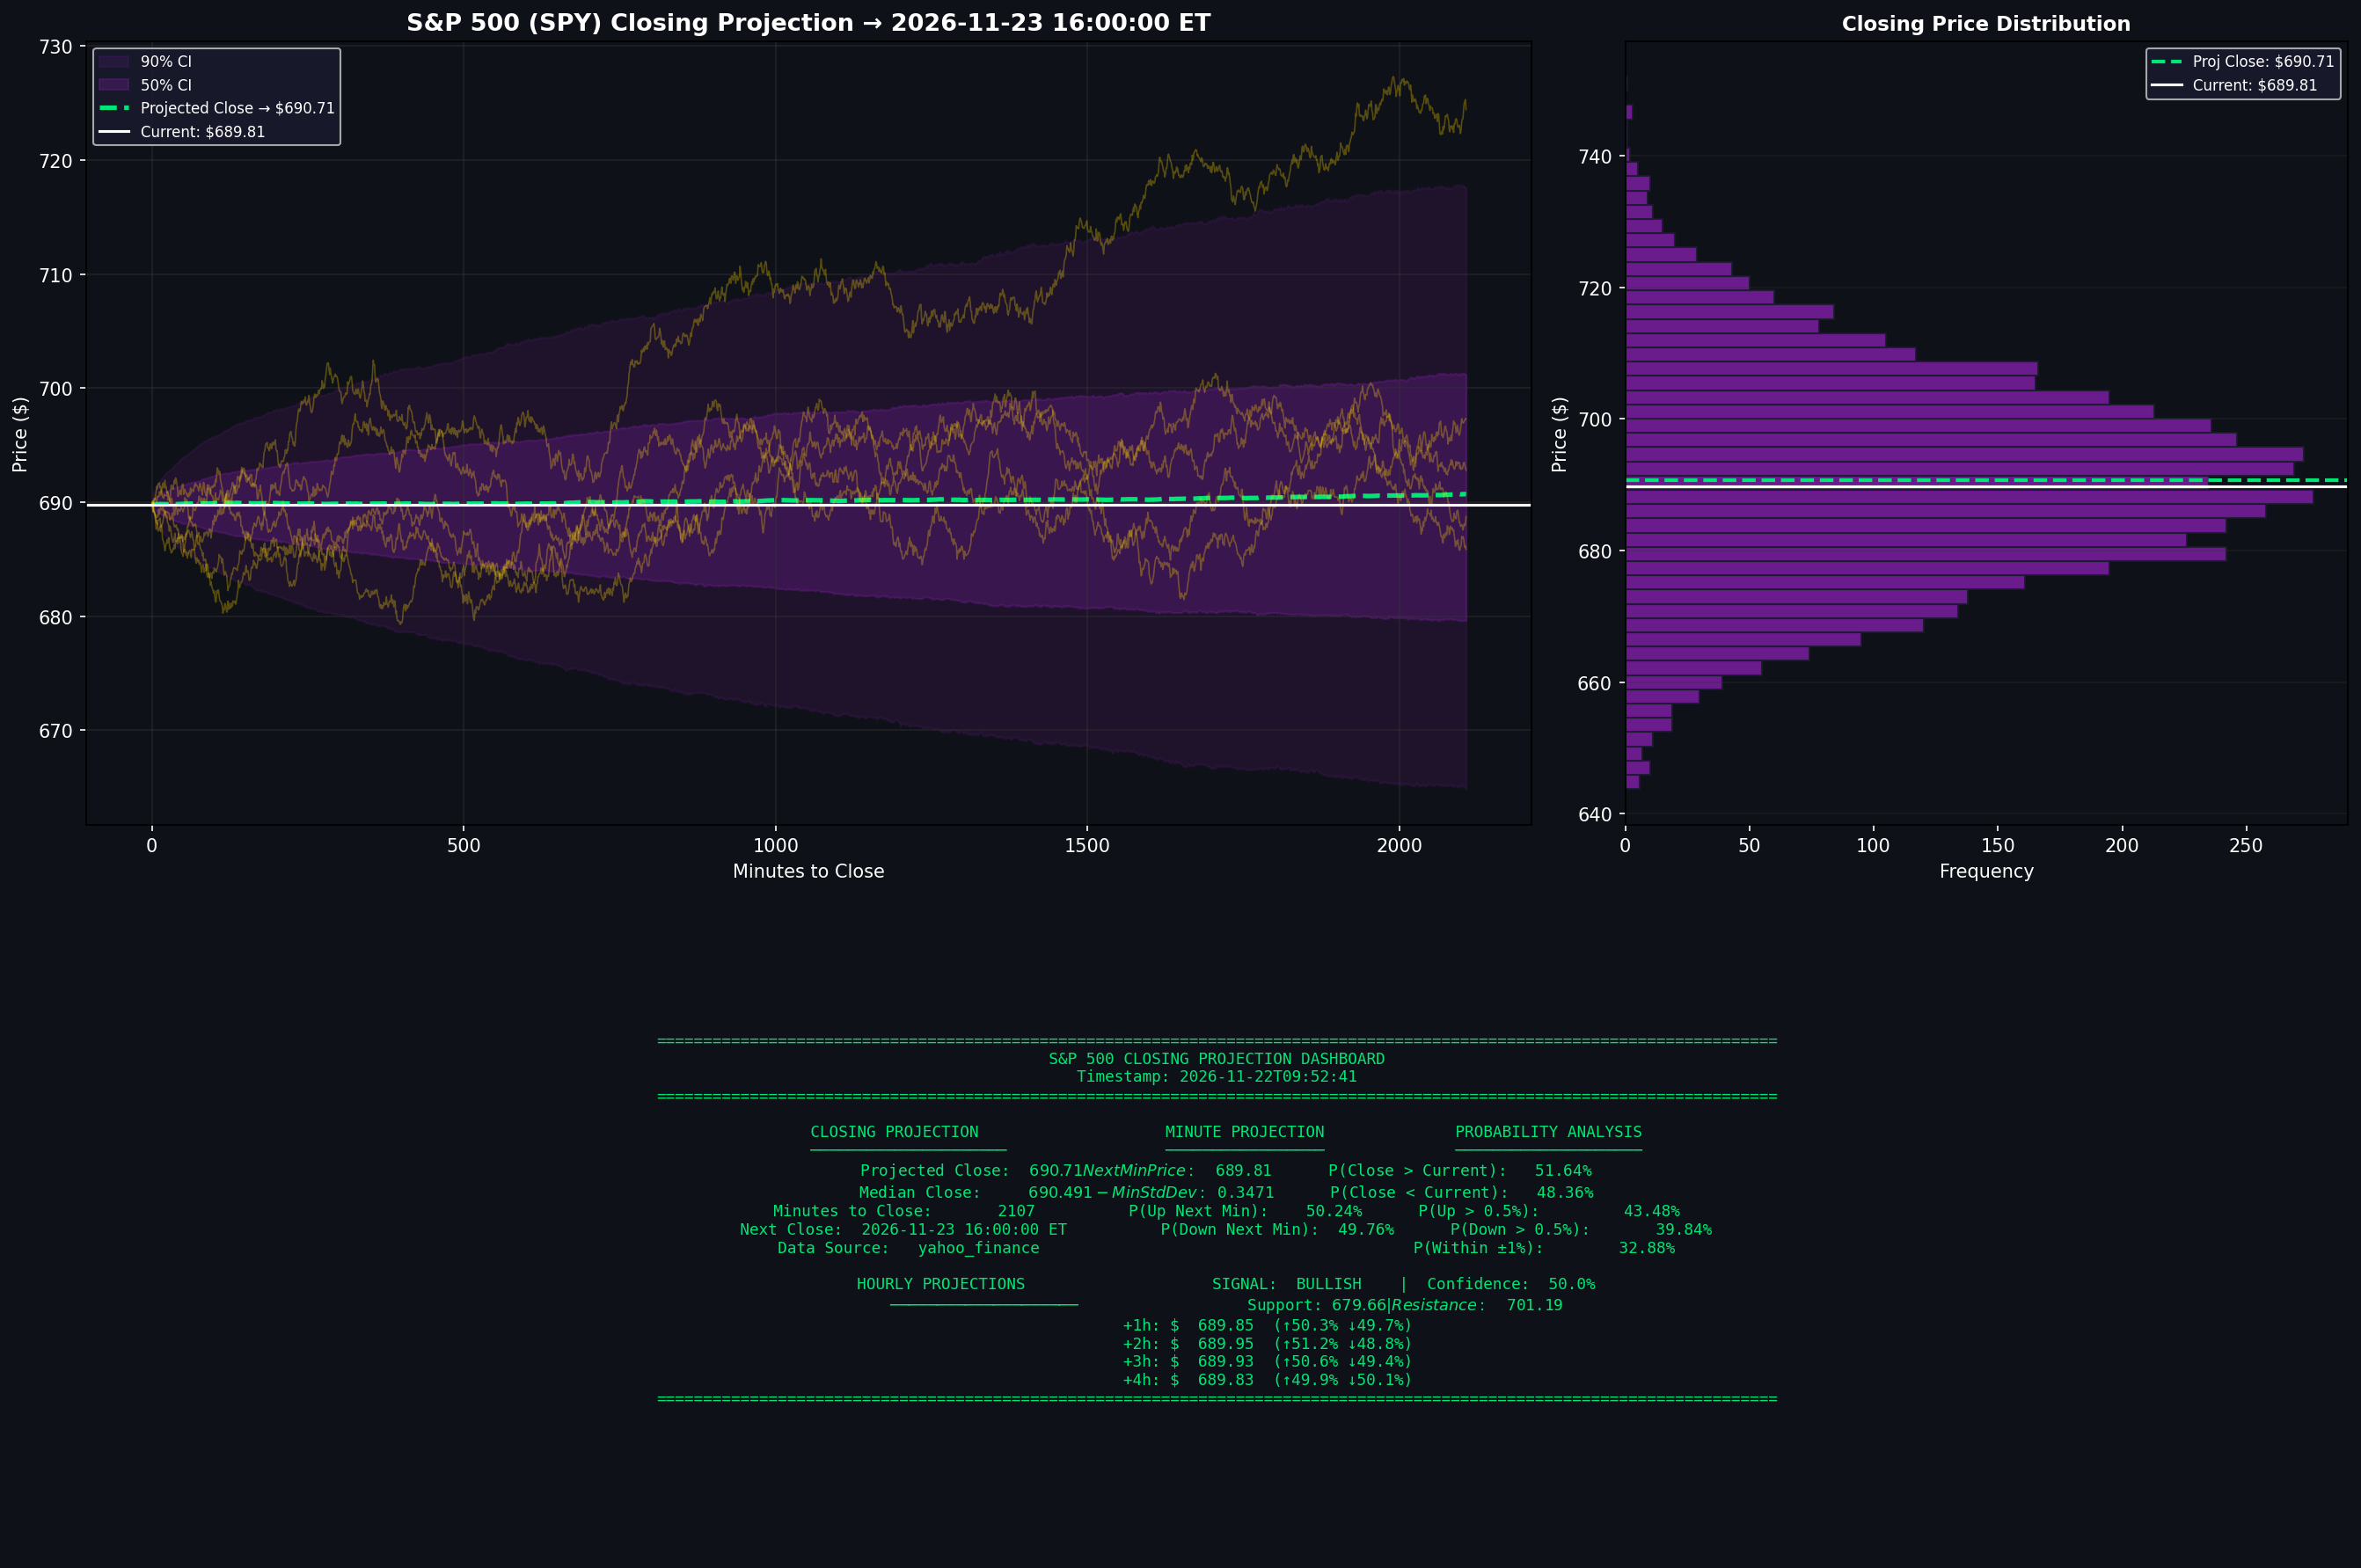 S&P 500 (SPY) Closing Projection → 2026-11-23 16:00:00 ET
90% CI
50% CI
Projected Close → $690.71
Current: $689.81
730
720
710
700
690
680
670
Price ($)
0
500
1000
1500
2000
Minutes to Close
Closing Price Distribution
Proj Close: $690.71
Current: $689.81
740
720
700
680
660
640
Price ($)
0
50
100
150
200
250
Frequency
========================================================================================================================
S&P 500 CLOSING PROJECTION DASHBOARD
Timestamp: 2026-11-22T09:52:41
========================================================================================================================
CLOSING PROJECTION MINUTE PROJECTION PROBABILITY ANALYSIS
───────────────────── ───────────────── ────────────────────
Projected Close: 690.71NextMinPrice: 689.81 P(Close > Current): 51.64%
Median Close: 690.491−MinStdDev: 0.3471 P(Close < Current): 48.36%
Minutes to Close: 2107 P(Up Next Min): 50.24% P(Up > 0.5%): 43.48%
Next Close: 2026-11-23 16:00:00 ET P(Down Next Min): 49.76% P(Down > 0.5%): 39.84%
Data Source: yahoo_finance P(Within ±1%): 32.88%
HOURLY PROJECTIONS SIGNAL: BULLISH | Confidence: 50.0%
──────────────────── Support: 679.66|Resistance: 701.19
+1h: $ 689.85 (↑50.3% ↓49.7%)
+2h: $ 689.95 (↑51.2% ↓48.8%)
+3h: $ 689.93 (↑50.6% ↓49.4%)
+4h: $ 689.83 (↑49.9% ↓50.1%)
========================================================================================================================